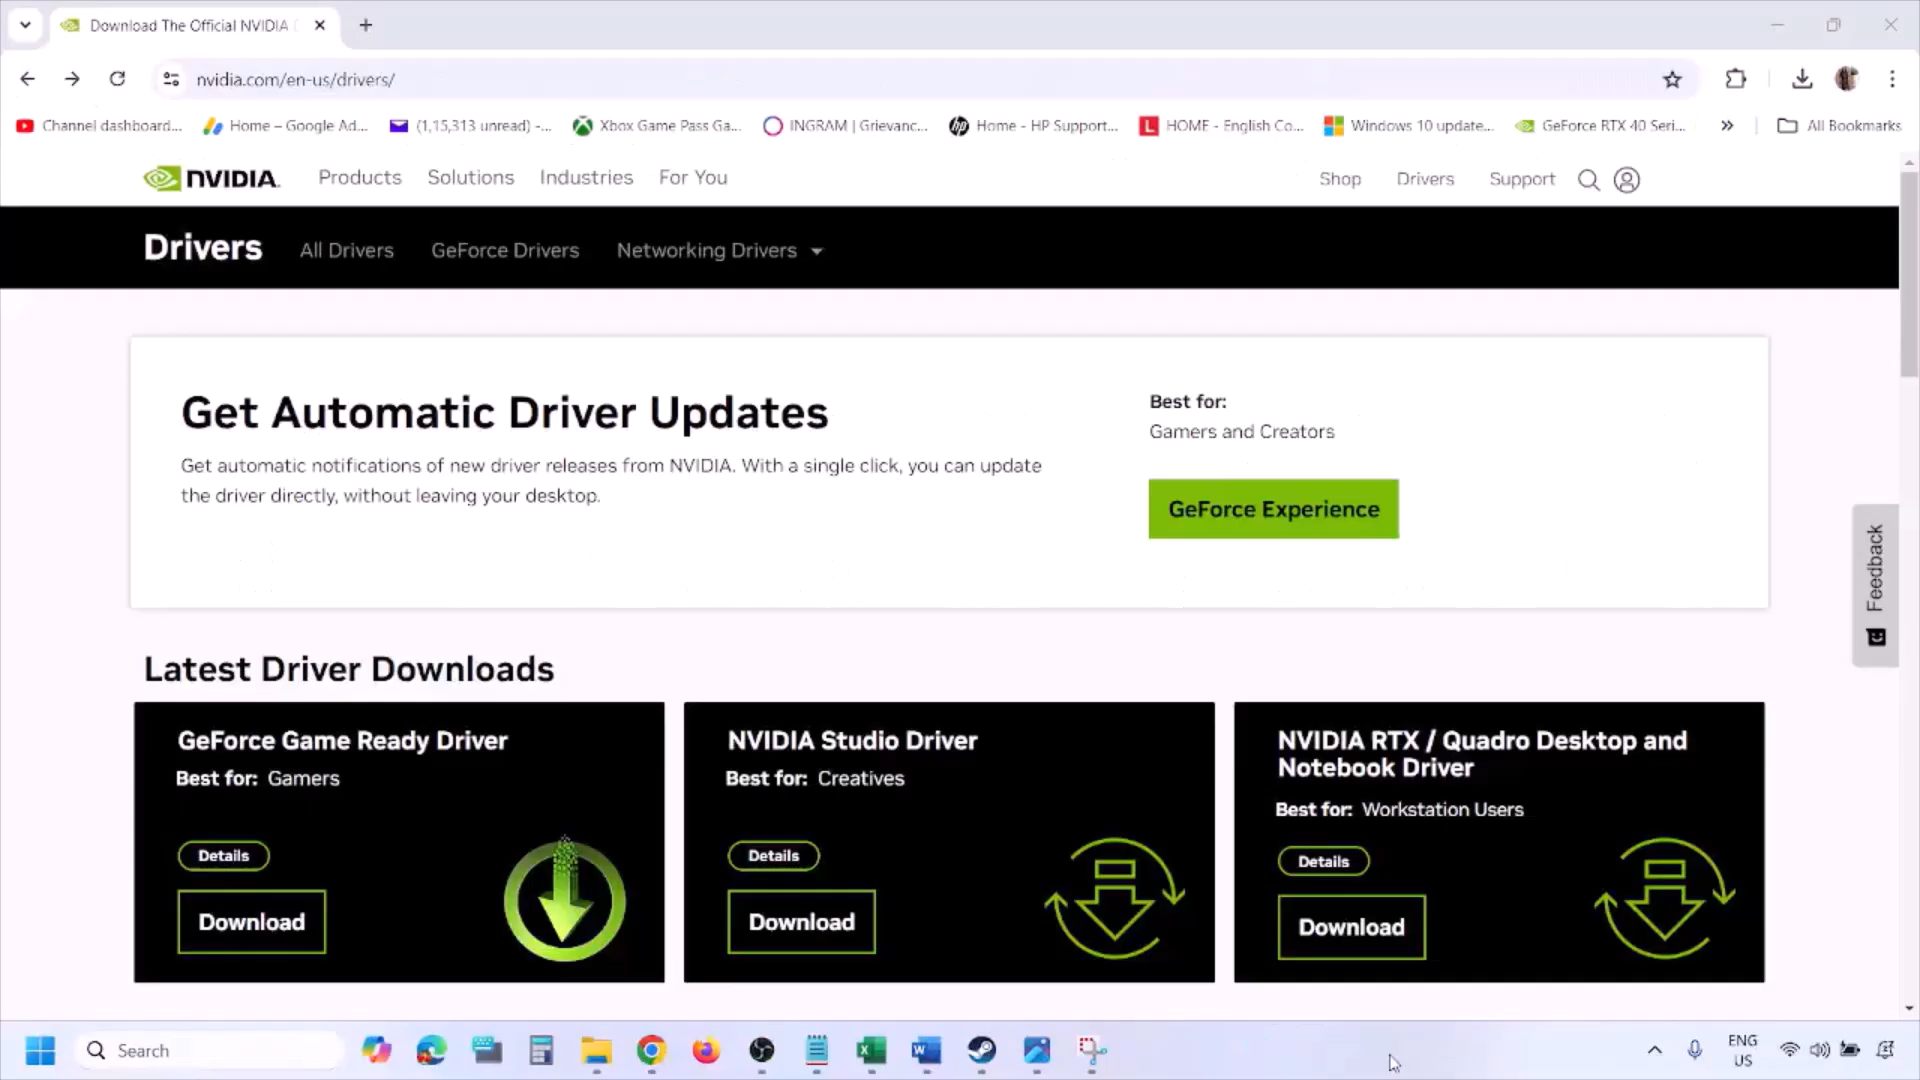 Download The Official NVIDIA
nvidia.com/en-us/drivers/
Channel dashboard...
Home – Google Ad...
(1,15,313 unread) -...
Xbox Game Pass Ga...
INGRAM | Grievanc...
Home - HP Support...
HOME - English Co...
Windows 10 update...
GeForce RTX 40 Seri...
All Bookmarks
NVIDIA.
Products
Solutions
Industries
For You
Shop
Drivers
Support
Drivers
All Drivers
GeForce Drivers
Networking Drivers
Get Automatic Driver Updates
Get automatic notifications of new driver releases from NVIDIA. With a single click, you can update
the driver directly, without leaving your desktop.
Best for:
Gamers and Creators
GeForce Experience
Feedback
Latest Driver Downloads
GeForce Game Ready Driver
Best for: Gamers
Details
Download
NVIDIA Studio Driver
Best for: Creatives
Details
Download
NVIDIA RTX / Quadro Desktop and
Notebook Driver
Best for: Workstation Users
Details
Download
Search
ENG
US